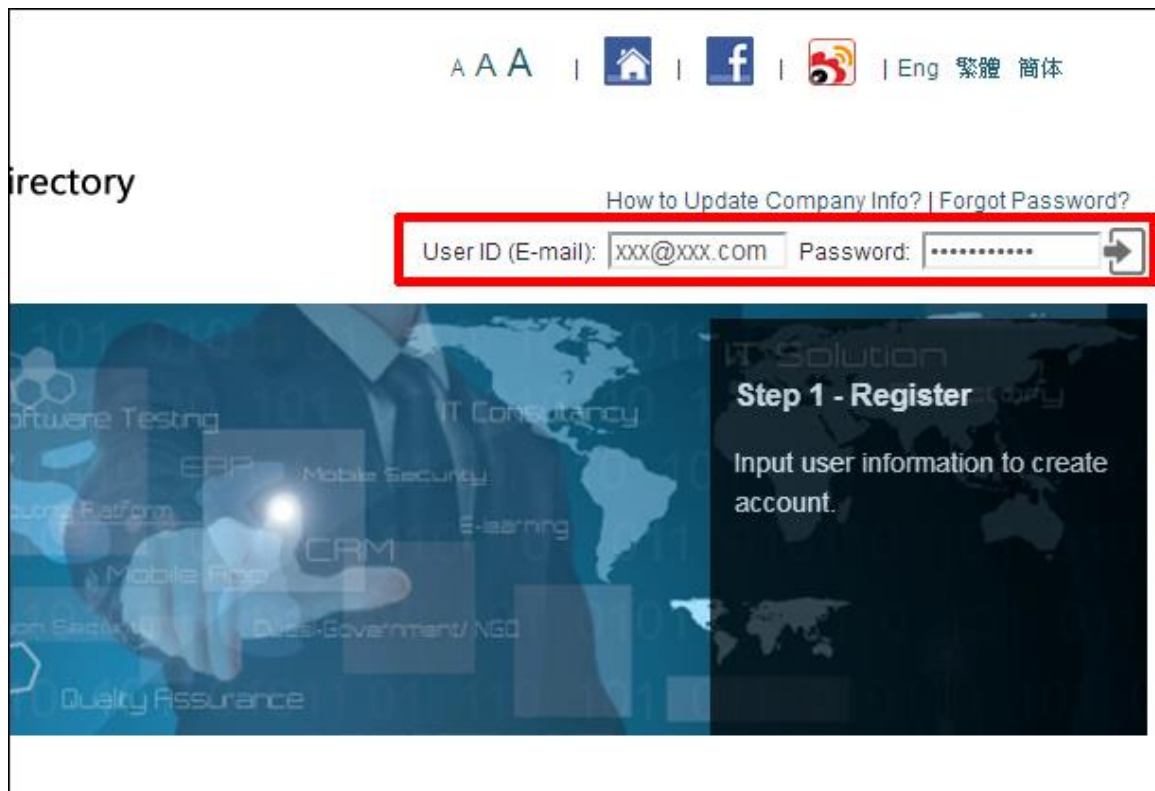 A A A | | f | | Eng 繁體 简体
irectory
How to Update Company Info? | Forgot Password?
User ID (E-mail): xxx@xxx.com Password: •••••••••••
IT Solution
Step 1 - Register
Input user information to create
account.
Software Testing
IT Consultancy
ERP
Mobile Security
E-learning
CRM
Mobile App
Quasi-Government/ NGO
Quality Assurance